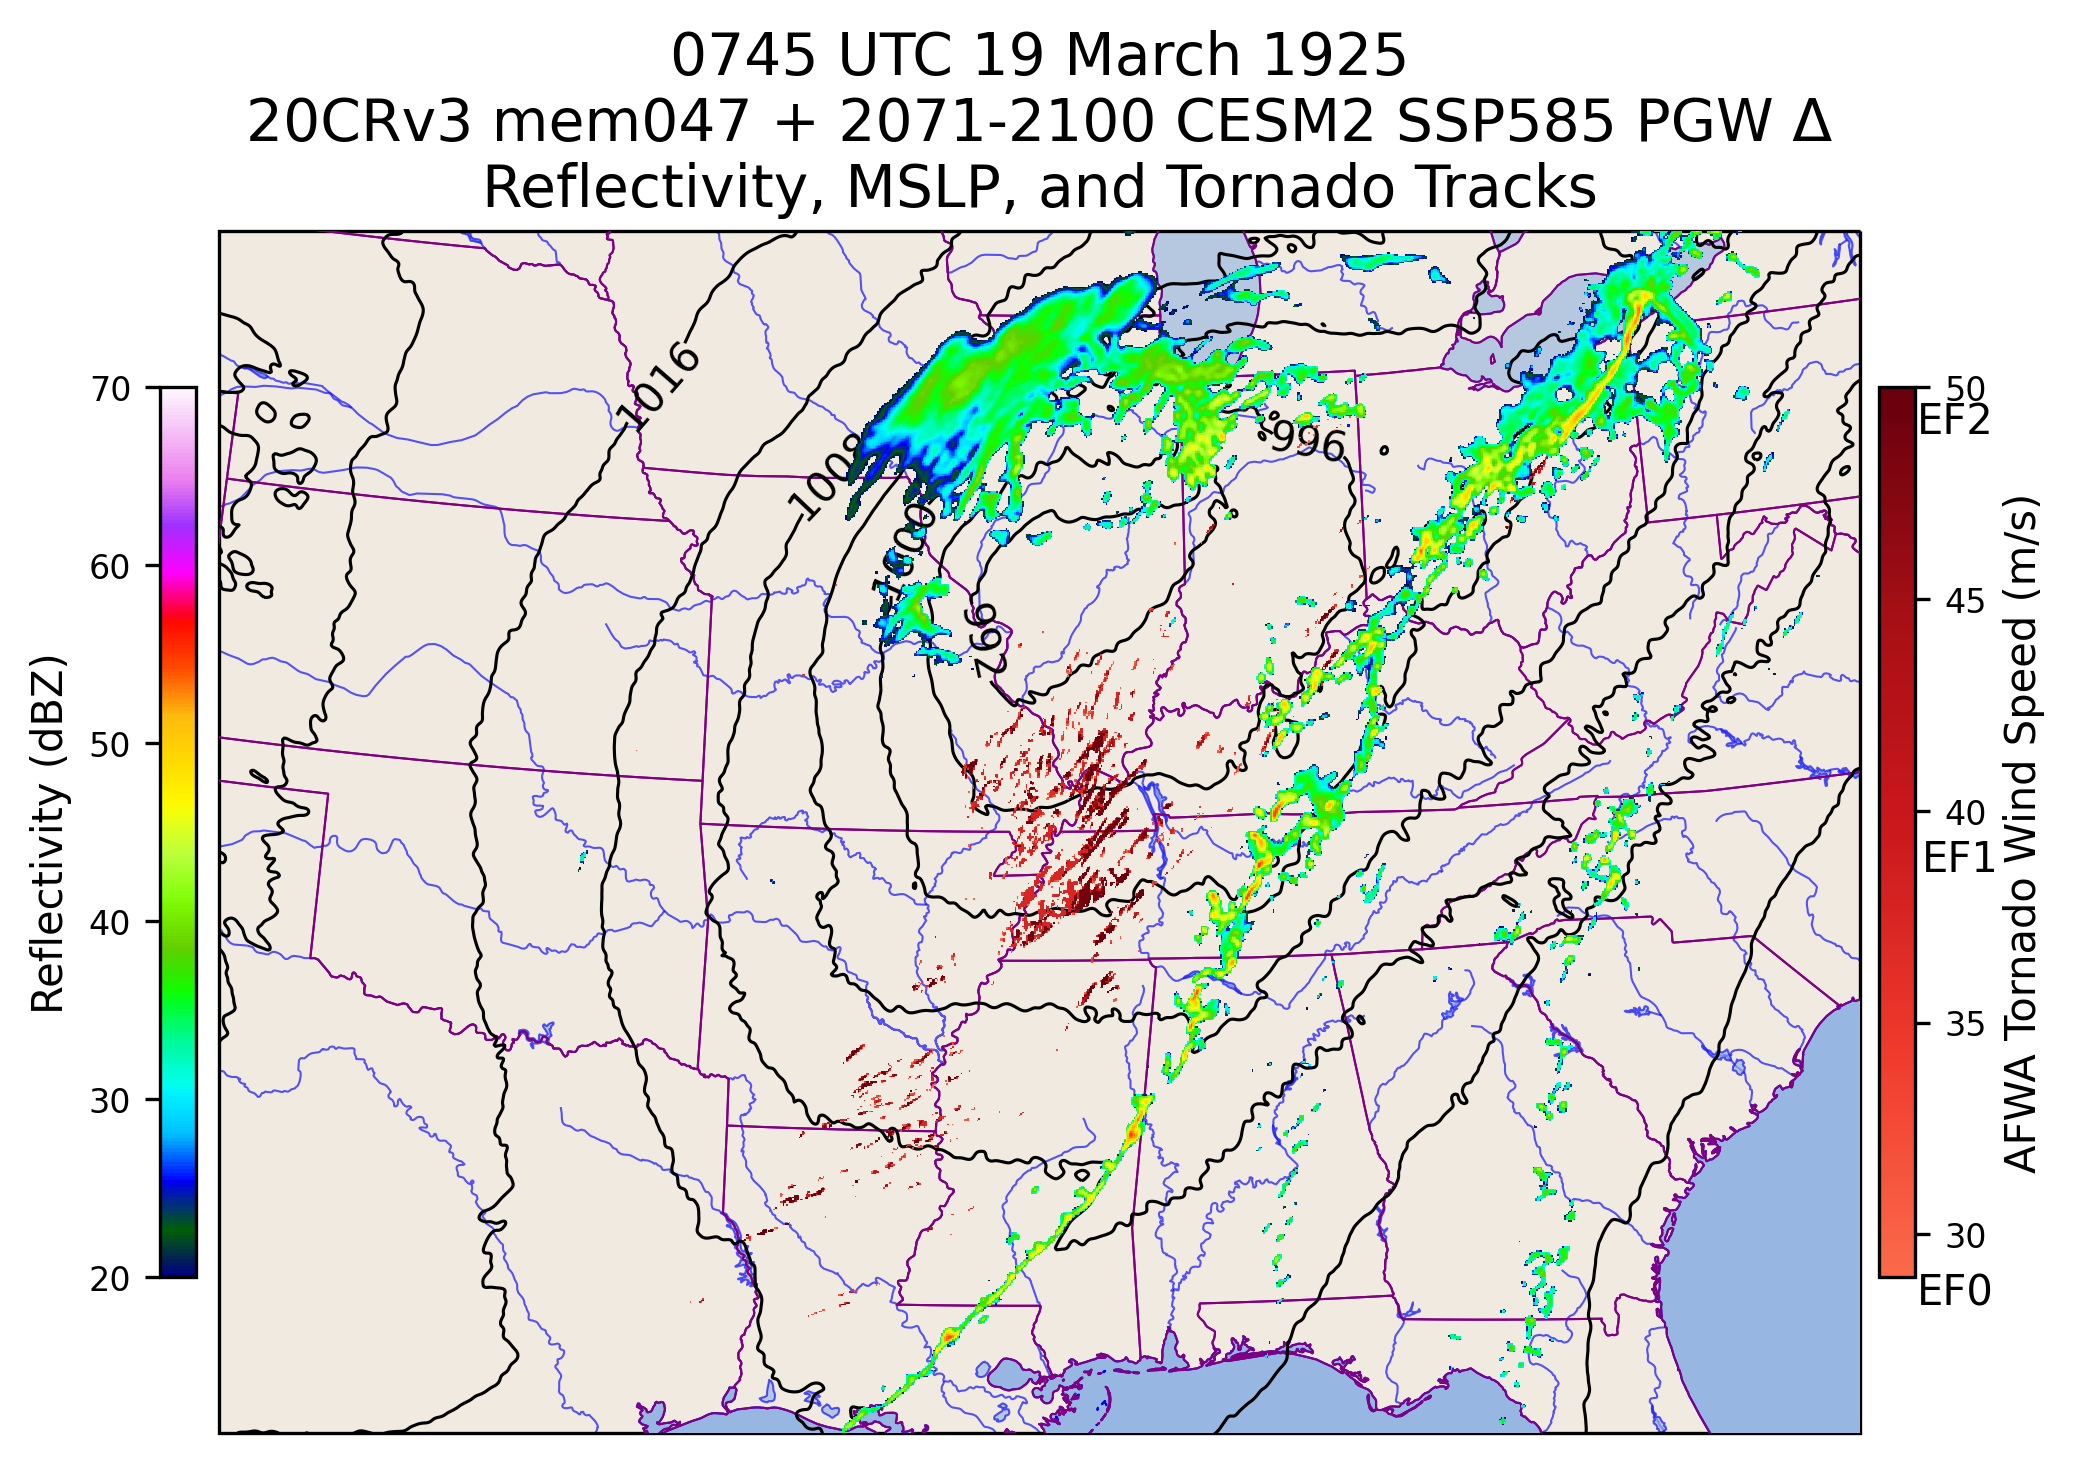 0745 UTC 19 March 1925
20CRv3 mem047 + 2071-2100 CESM2 SSP585 PGW Δ
Reflectivity, MSLP, and Tornado Tracks
Reflectivity (dBZ)
70
60
50
40
30
20
1016
1008
1000
992
996
50
EF2
45
40
EF1
35
30
EF0
AFWA Tornado Wind Speed (m/s)